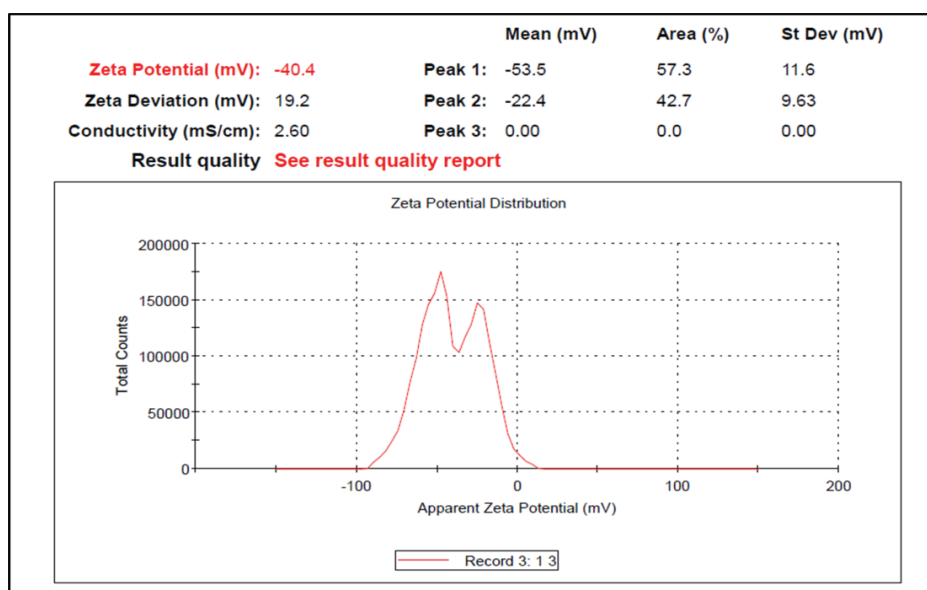 Mean (mV) Area (%) St Dev (mV)
Zeta Potential (mV): -40.4 Peak 1: -53.5 57.3 11.6
Zeta Deviation (mV): 19.2 Peak 2: -22.4 42.7 9.63
Conductivity (mS/cm): 2.60 Peak 3: 0.00 0.0 0.00
Result quality See result quality report
Zeta Potential Distribution
200000
150000
100000
50000
0
Total Counts
-100 0 100 200
Apparent Zeta Potential (mV)
Record 3: 1 3